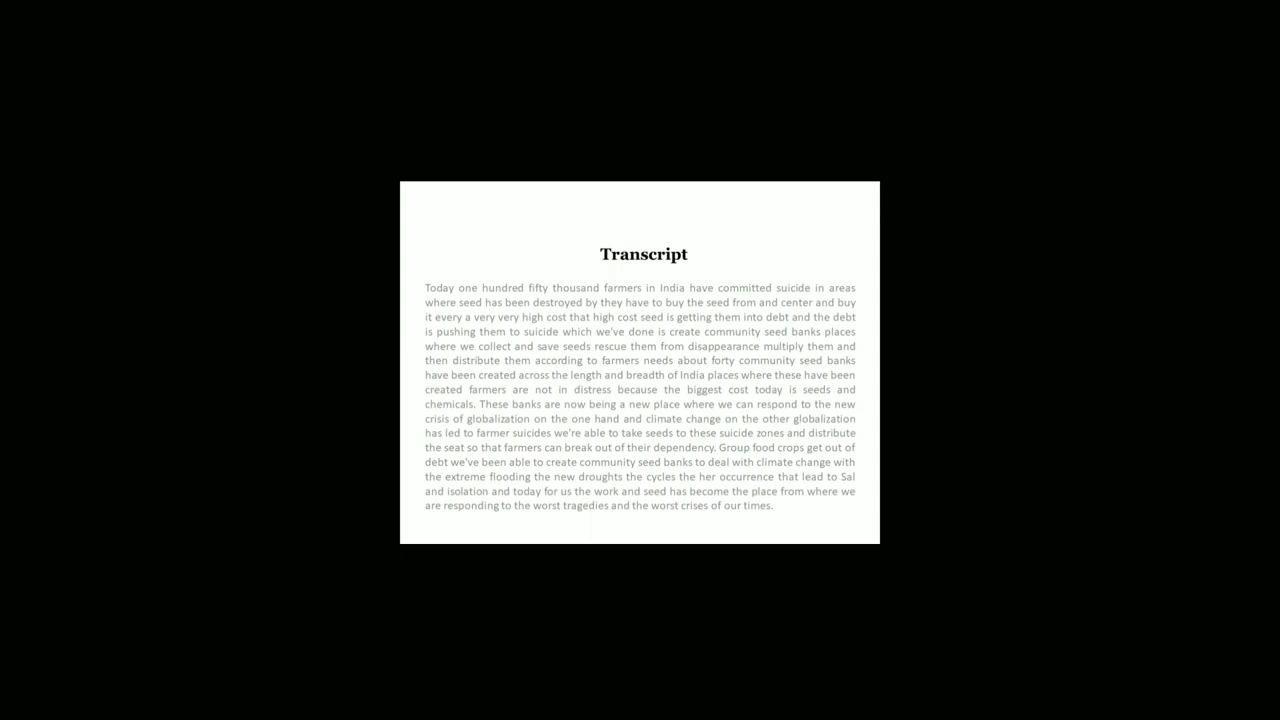 Transcript
Today one hundred fifty thousand farmers in India have committed suicide in areas
where seed has been destroyed by they have to buy the seed from and center and buy
it every a very very high cost that high cost seed is getting them into debt and the debt
is pushing them to suicide which we've done is create community seed banks places
where we collect and save seeds rescue them from disappearance multiply them and
then distribute them according to farmers needs about forty community seed banks
have been created across the length and breadth of India places where these have been
created farmers are not in distress because the biggest cost today is seeds and
chemicals. These banks are now being a new place where we can respond to the new
crisis of globalization on the one hand and climate change on the other globalization
has led to farmer suicides we're able to take seeds to these suicide zones and distribute
the seat so that farmers can break out of their dependency. Group food crops get out of
debt we've been able to create community seed banks to deal with climate change with
the extreme flooding the new droughts the cycles the her occurrence that lead to Sal
and isolation and today for us the work and seed has become the place from where we
are responding to the worst tragedies and the worst crises of our times.